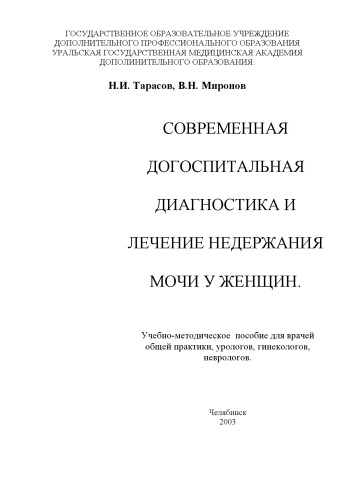 ГОСУДАРСТВЕННОЕ ОБРАЗОВАТЕЛЬНОЕ УЧРЕЖДЕНИЕ
ДОПОЛНИТЕЛЬНОГО ПРОФЕССИОНАЛЬНОГО ОБРАЗОВАНИЯ
УРАЛЬСКАЯ ГОСУДАРСТВЕННАЯ МЕДИЦИНСКАЯ АКАДЕМИЯ
ДОПОЛИНИТЕЛЬНОГО ОБРАЗОВАНИЯ.
Н.И. Тарасов, В.Н. Миронов
СОВРЕМЕННАЯ
ДОГОСПИТАЛЬНАЯ
ДИАГНОСТИКА И
ЛЕЧЕНИЕ НЕДЕРЖАНИЯ
МОЧИ У ЖЕНЩИН.
Учебно-методическое пособие для врачей
общей практики, урологов, гинекологов,
неврологов.
Челябинск
2003